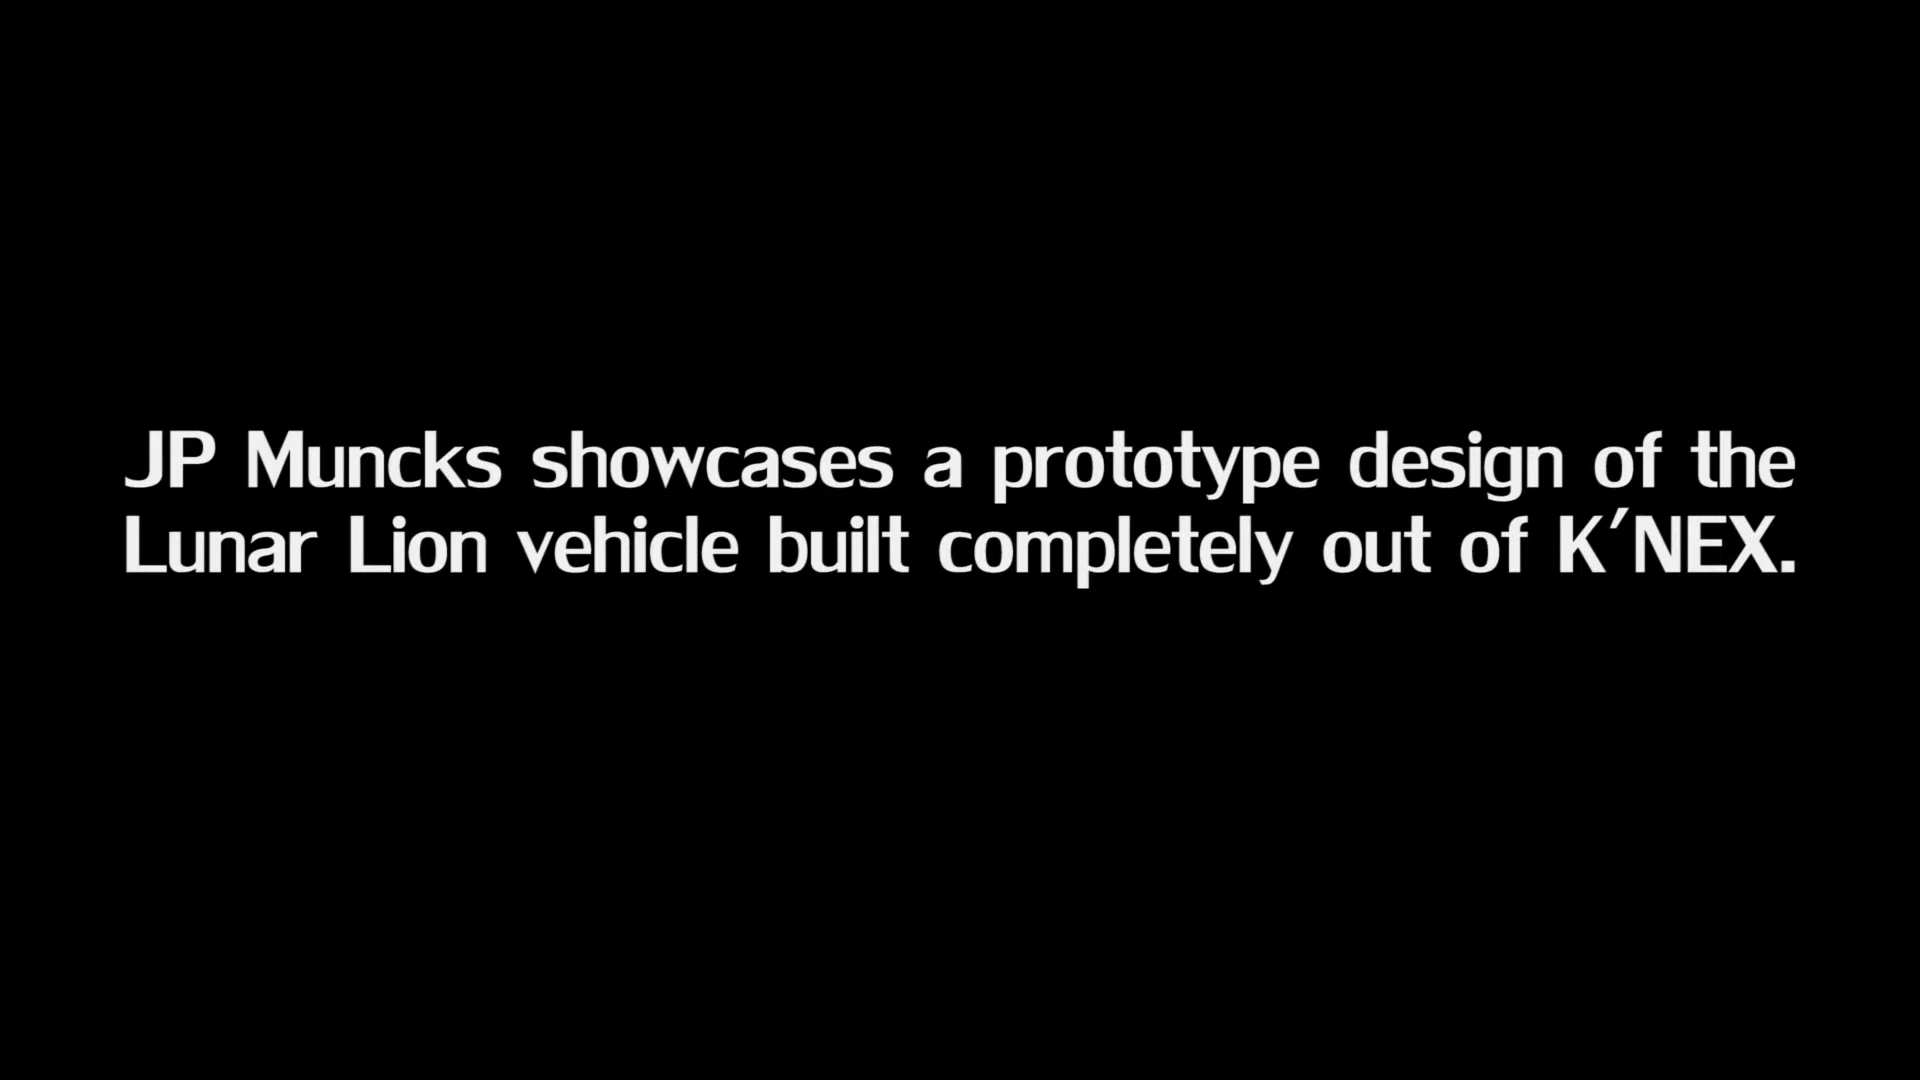 JP Muncks showcases a prototype design of the
Lunar Lion vehicle built completely out of K'NEX.